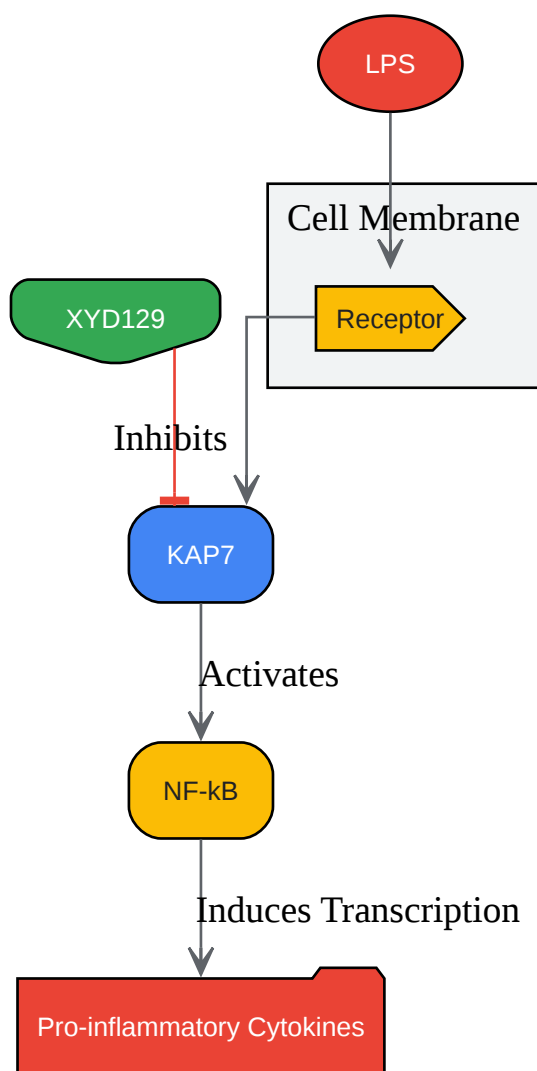 LPS
Cell Membrane
XYD129
Receptor
Inhibits
KAP7
Activates
NF-kB
Induces Transcription
Pro-inflammatory Cytokines